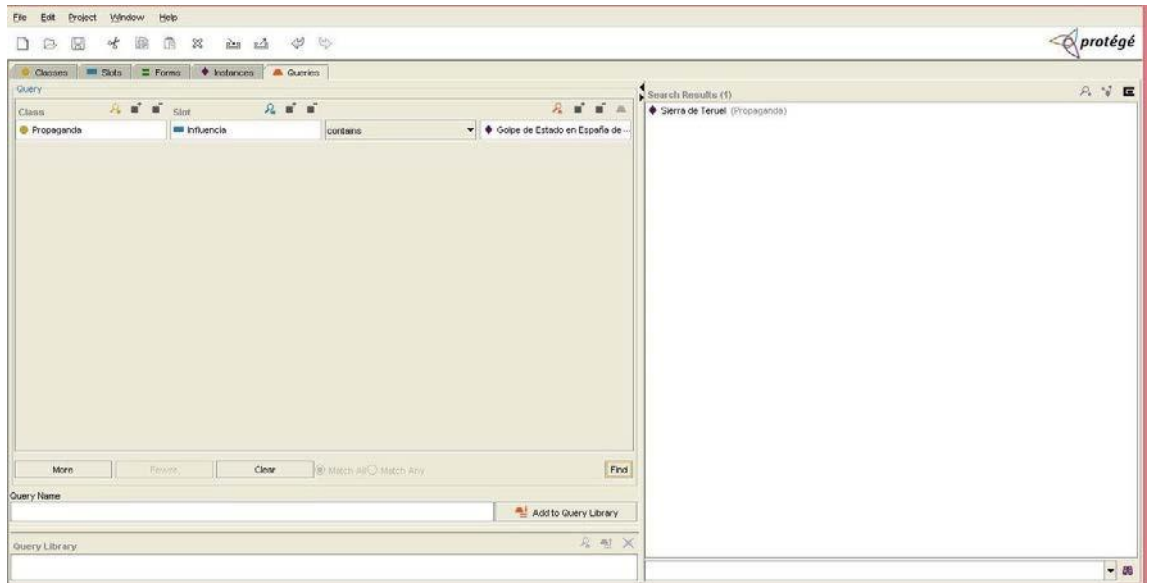 File Edit Project Window Help
protégé
Classes Slots Forms Instances Queries
Query
Class Slot
Propaganda Influencia contains Golpe de Estado en España de ...
More Fewer Clear Match All Match Any Find
Query Name
Add to Query Library
Query Library
Search Results (1)
Sierra de Teruel (Propaganda)